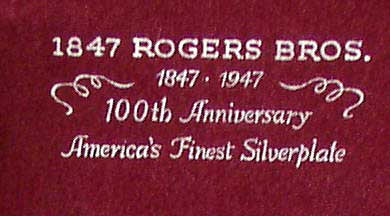 1847 ROGERS BROS.
1847 · 1947
100th Anniversary
America's Finest Silverplate